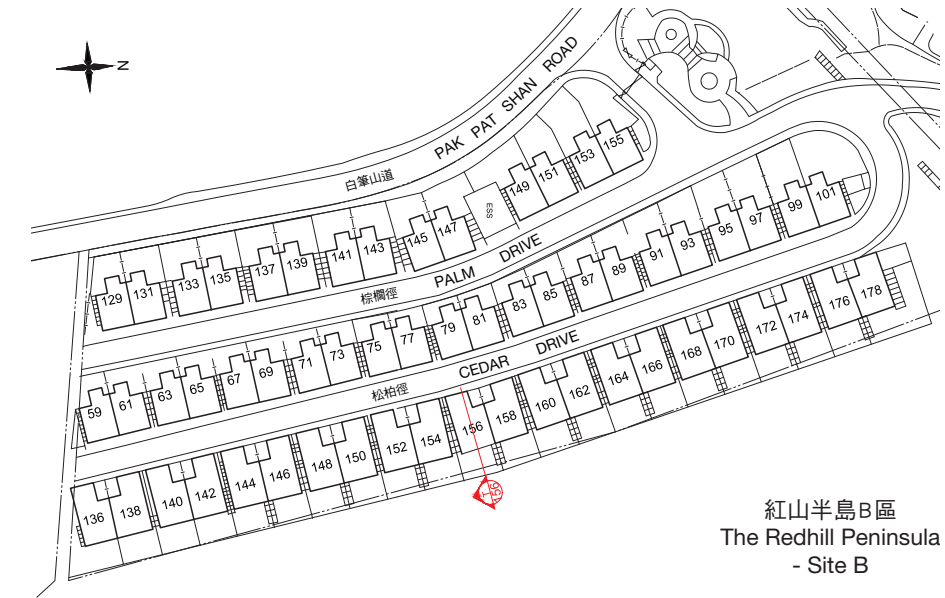 N
PAK PAT SHAN ROAD
白筆山道
153 155
149 151
ESS
145 147
141 143
137 139
133 135
129 131
PALM DRIVE
棕櫚徑
99 101
95 97
91 93
87 89
83 85
79 81
75 77
71 73
67 69
63 65
59 61
CEDAR DRIVE
松柏徑
176 178
172 174
168 170
164 166
160 162
156 158
152 154
148 150
144 146
140 142
136 138
T
156
紅山半島B區
The Redhill Peninsula
- Site B